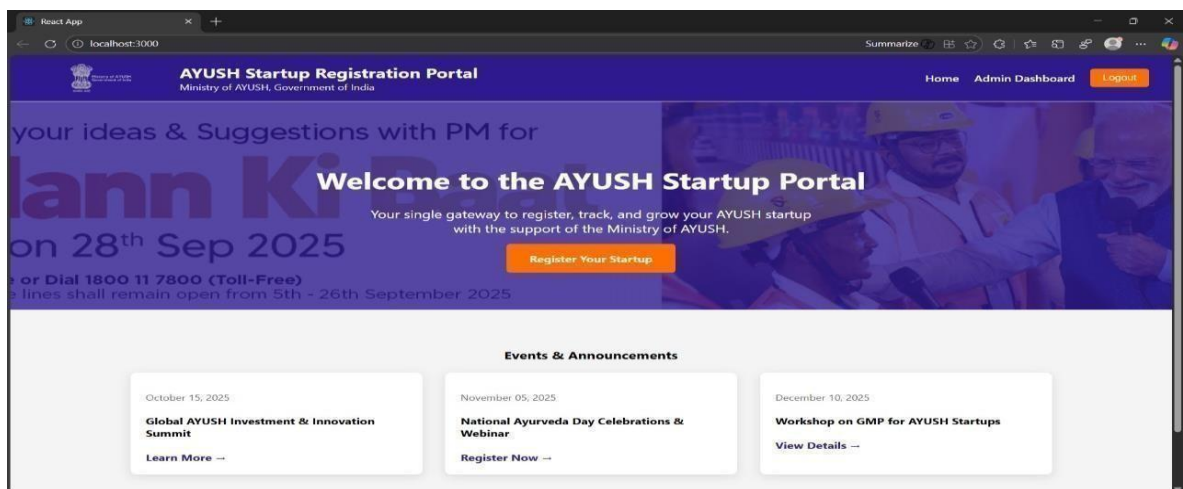 React App
localhost:3000
Summarize
AYUSH Startup Registration Portal
Ministry of AYUSH, Government of India
Home Admin Dashboard Logout
your ideas & Suggestions with PM for
lann Ki Baat
on 28th Sep 2025
or Dial 1800 11 7800 (Toll-Free)
lines shall remain open from 5th - 26th September 2025
Welcome to the AYUSH Startup Portal
Your single gateway to register, track, and grow your AYUSH startup
with the support of the Ministry of AYUSH.
Register Your Startup
Events & Announcements
October 15, 2025
Global AYUSH Investment & Innovation
Summit
Learn More →
November 05, 2025
National Ayurveda Day Celebrations &
Webinar
Register Now →
December 10, 2025
Workshop on GMP for AYUSH Startups
View Details →